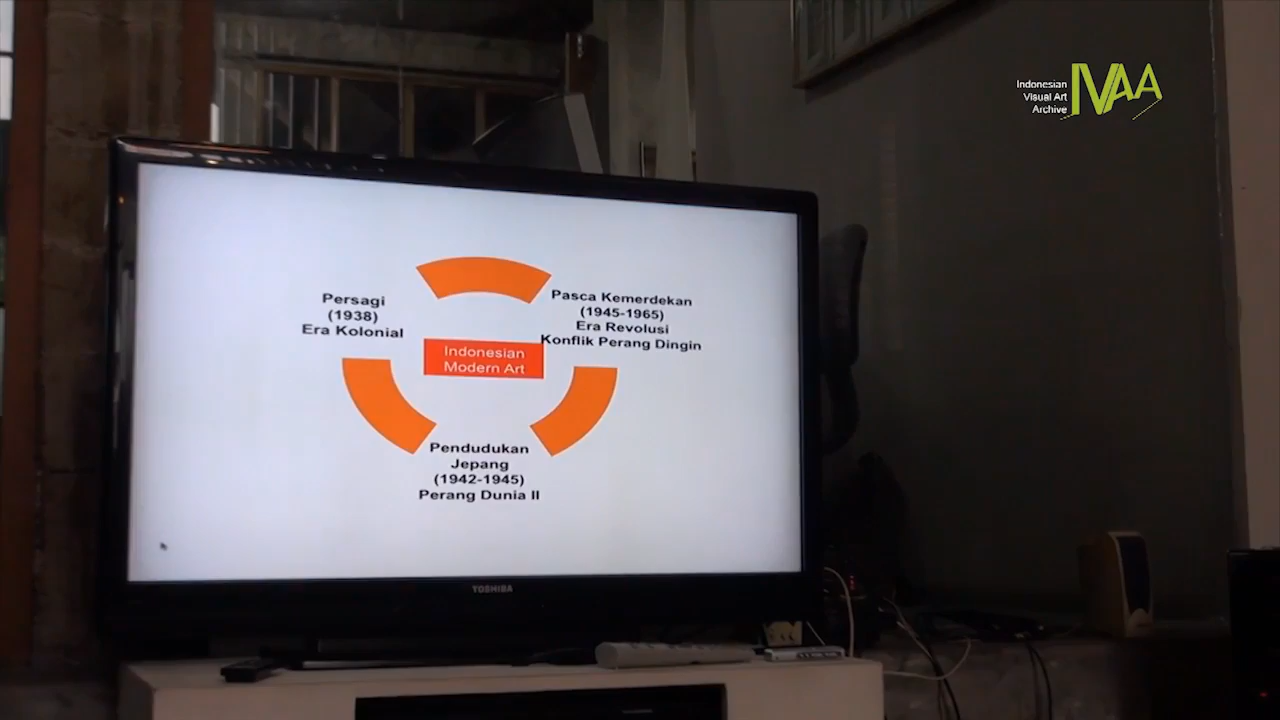 Indonesian
Visual Art
Archive
IVAA
Persagi
(1938)
Era Kolonial
Pasca Kemerdekan
(1945-1965)
Era Revolusi
Konflik Perang Dingin
Indonesian
Modern Art
Pendudukan
Jepang
(1942-1945)
Perang Dunia II
TOSHIBA